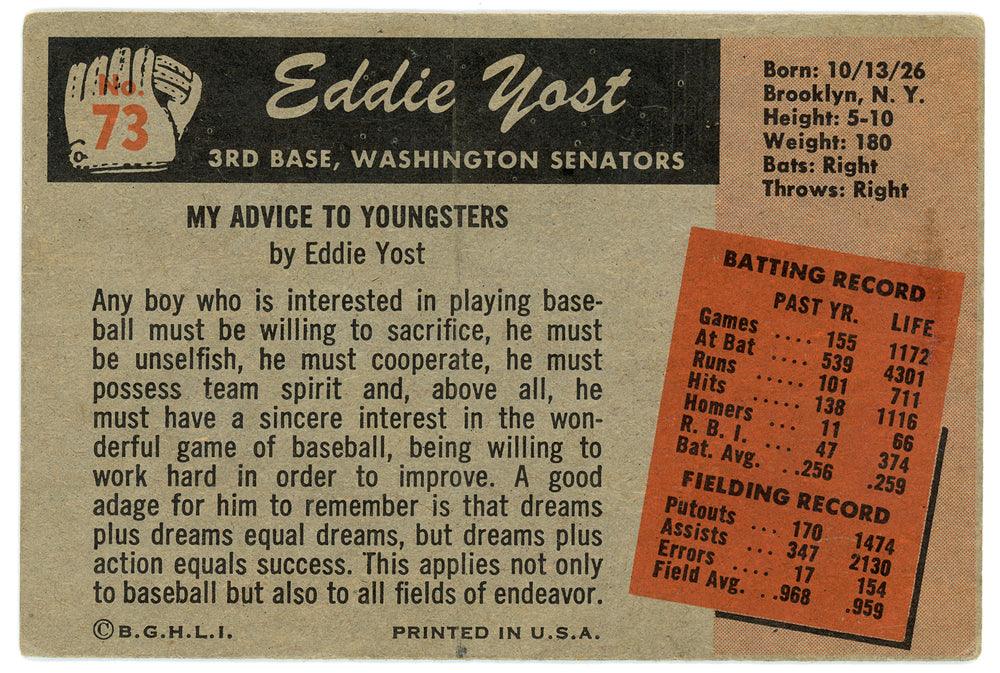 No.
73
Eddie Yost
3RD BASE, WASHINGTON SENATORS
Born: 10/13/26
Brooklyn, N. Y.
Height: 5-10
Weight: 180
Bats: Right
Throws: Right
MY ADVICE TO YOUNGSTERS
by Eddie Yost
Any boy who is interested in playing base-
ball must be willing to sacrifice, he must
be unselfish, he must cooperate, he must
possess team spirit and, above all, he
must have a sincere interest in the won-
derful game of baseball, being willing to
work hard in order to improve. A good
adage for him to remember is that dreams
plus dreams equal dreams, but dreams plus
action equals success. This applies not only
to baseball but also to all fields of endeavor.
©B.G.H.L.I. PRINTED IN U.S.A.
BATTING RECORD
PAST YR. LIFE
Games .... 155 1172
At Bat .... 539 4301
Runs ..... 101 711
Hits ..... 138 1116
Homers ... 11 66
R. B. I. ... 47 374
Bat. Avg. ..256 .259
FIELDING RECORD
Putouts ... 170 1474
Assists ... 347 2130
Errors .... 17 154
Field Avg. ..968 .959